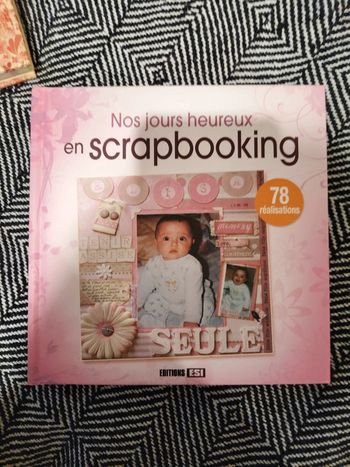 Nos jours heureux
en scrapbooking
78
réalisations
SEULE
EDITIONS ESI